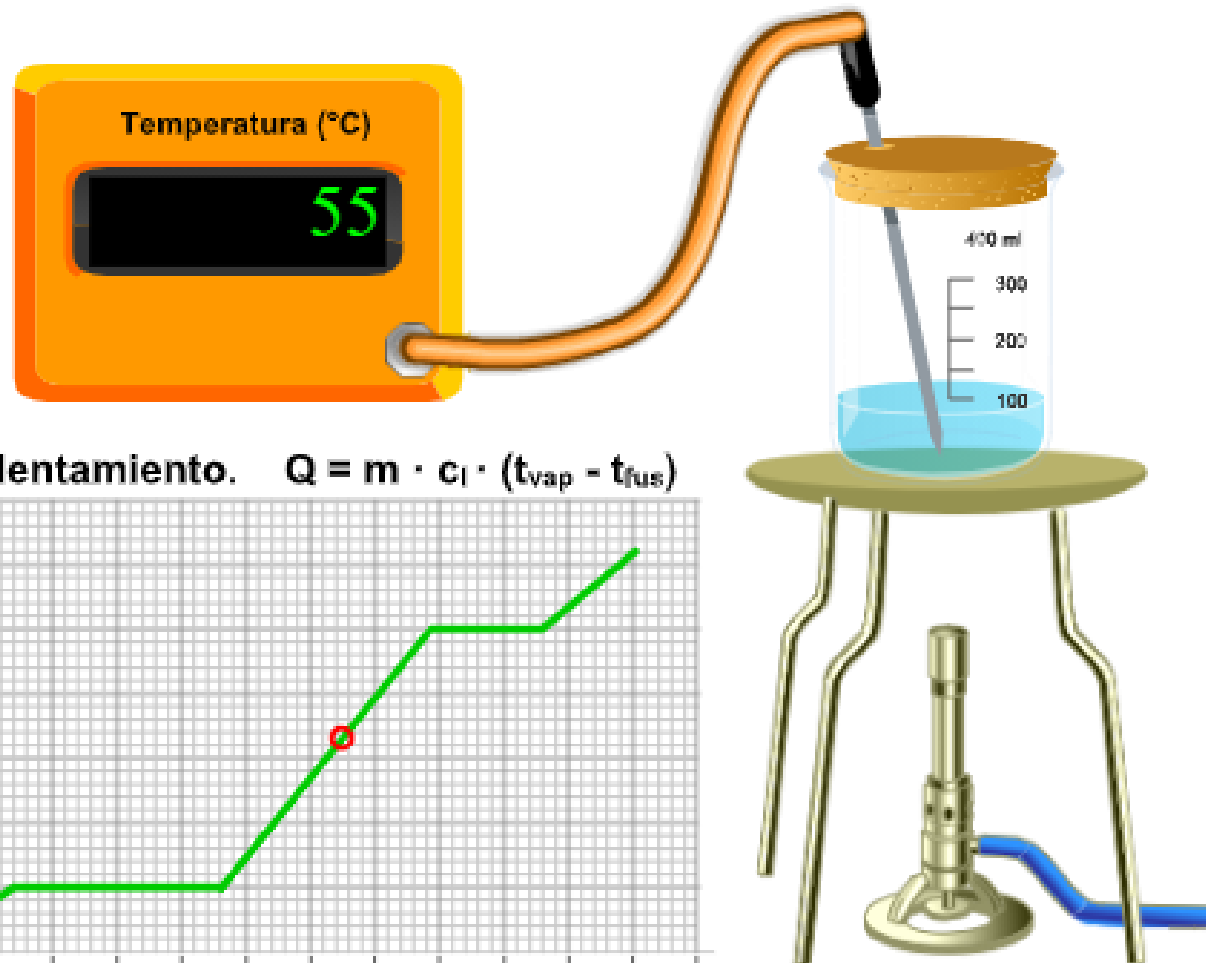 Temperatura (°C)
55
400 ml
300
200
100
lentamiento. Q = m · cₗ · (tᵥₐₚ - t_fus)